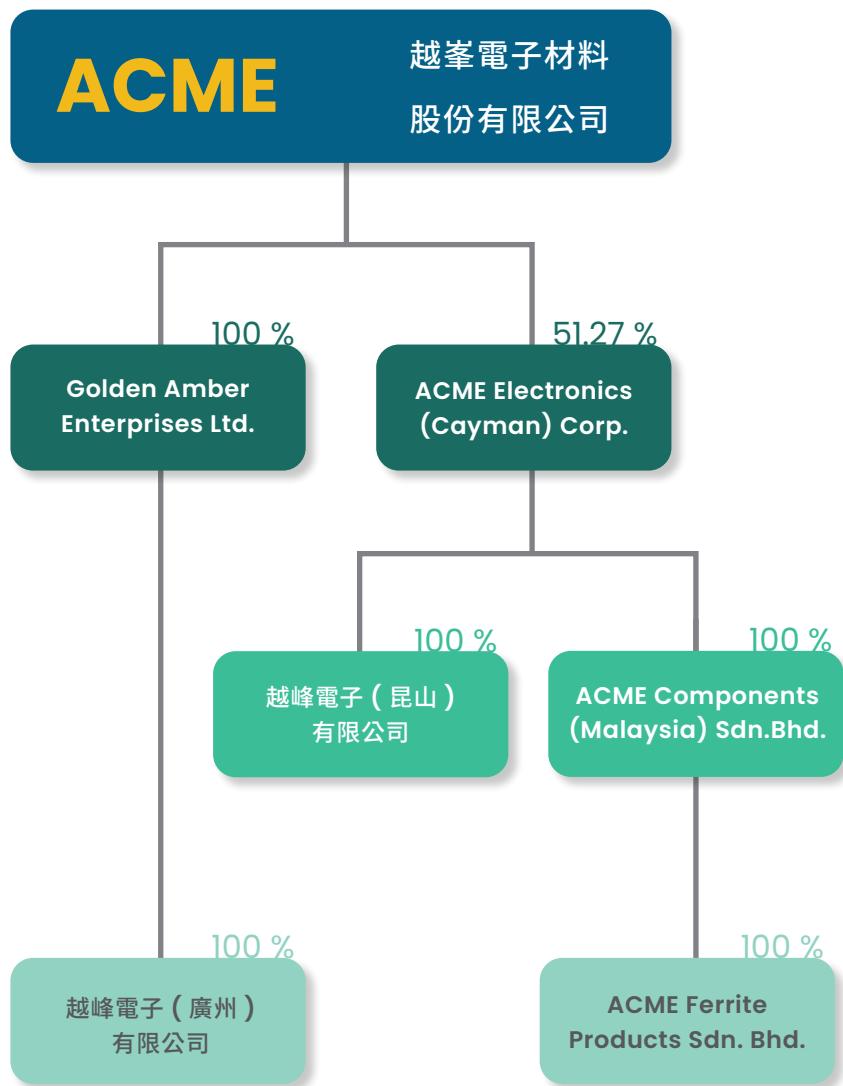 ACME
越峯電子材料
股份有限公司
100 %
51.27 %
Golden Amber
Enterprises Ltd.
ACME Electronics
(Cayman) Corp.
100 %
100 %
越峰電子 ( 昆山 )
有限公司
ACME Components
(Malaysia) Sdn.Bhd.
100 %
100 %
越峰電子 ( 廣州 )
有限公司
ACME Ferrite
Products Sdn. Bhd.